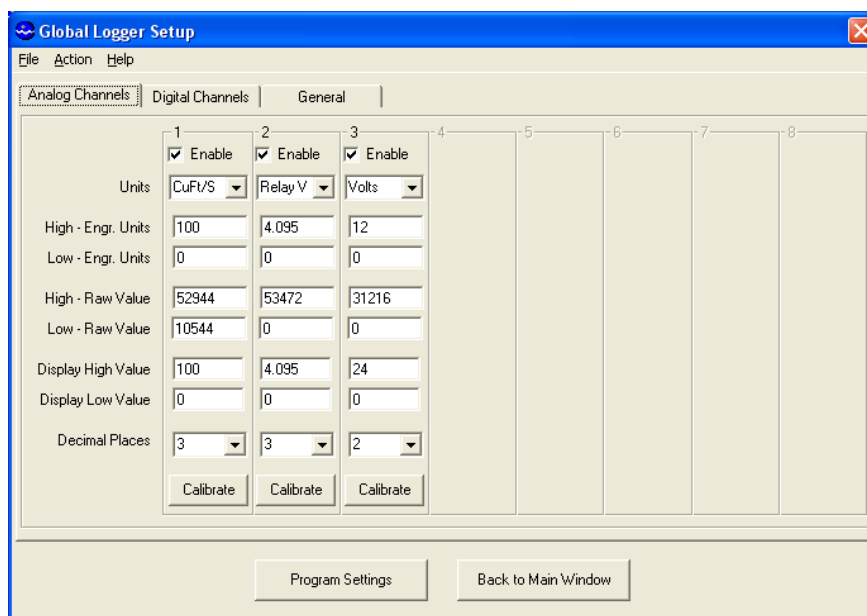 Global Logger Setup
File Action Help
Analog Channels Digital Channels General
1 2 3 4 5 6 7 8
Enable Enable Enable
Units CuFt/S Relay V Volts
High - Engr. Units 100 4.095 12
Low - Engr. Units 0 0 0
High - Raw Value 52944 53472 31216
Low - Raw Value 10544 0 0
Display High Value 100 4.095 24
Display Low Value 0 0 0
Decimal Places 3 3 2
Calibrate Calibrate Calibrate
Program Settings Back to Main Window